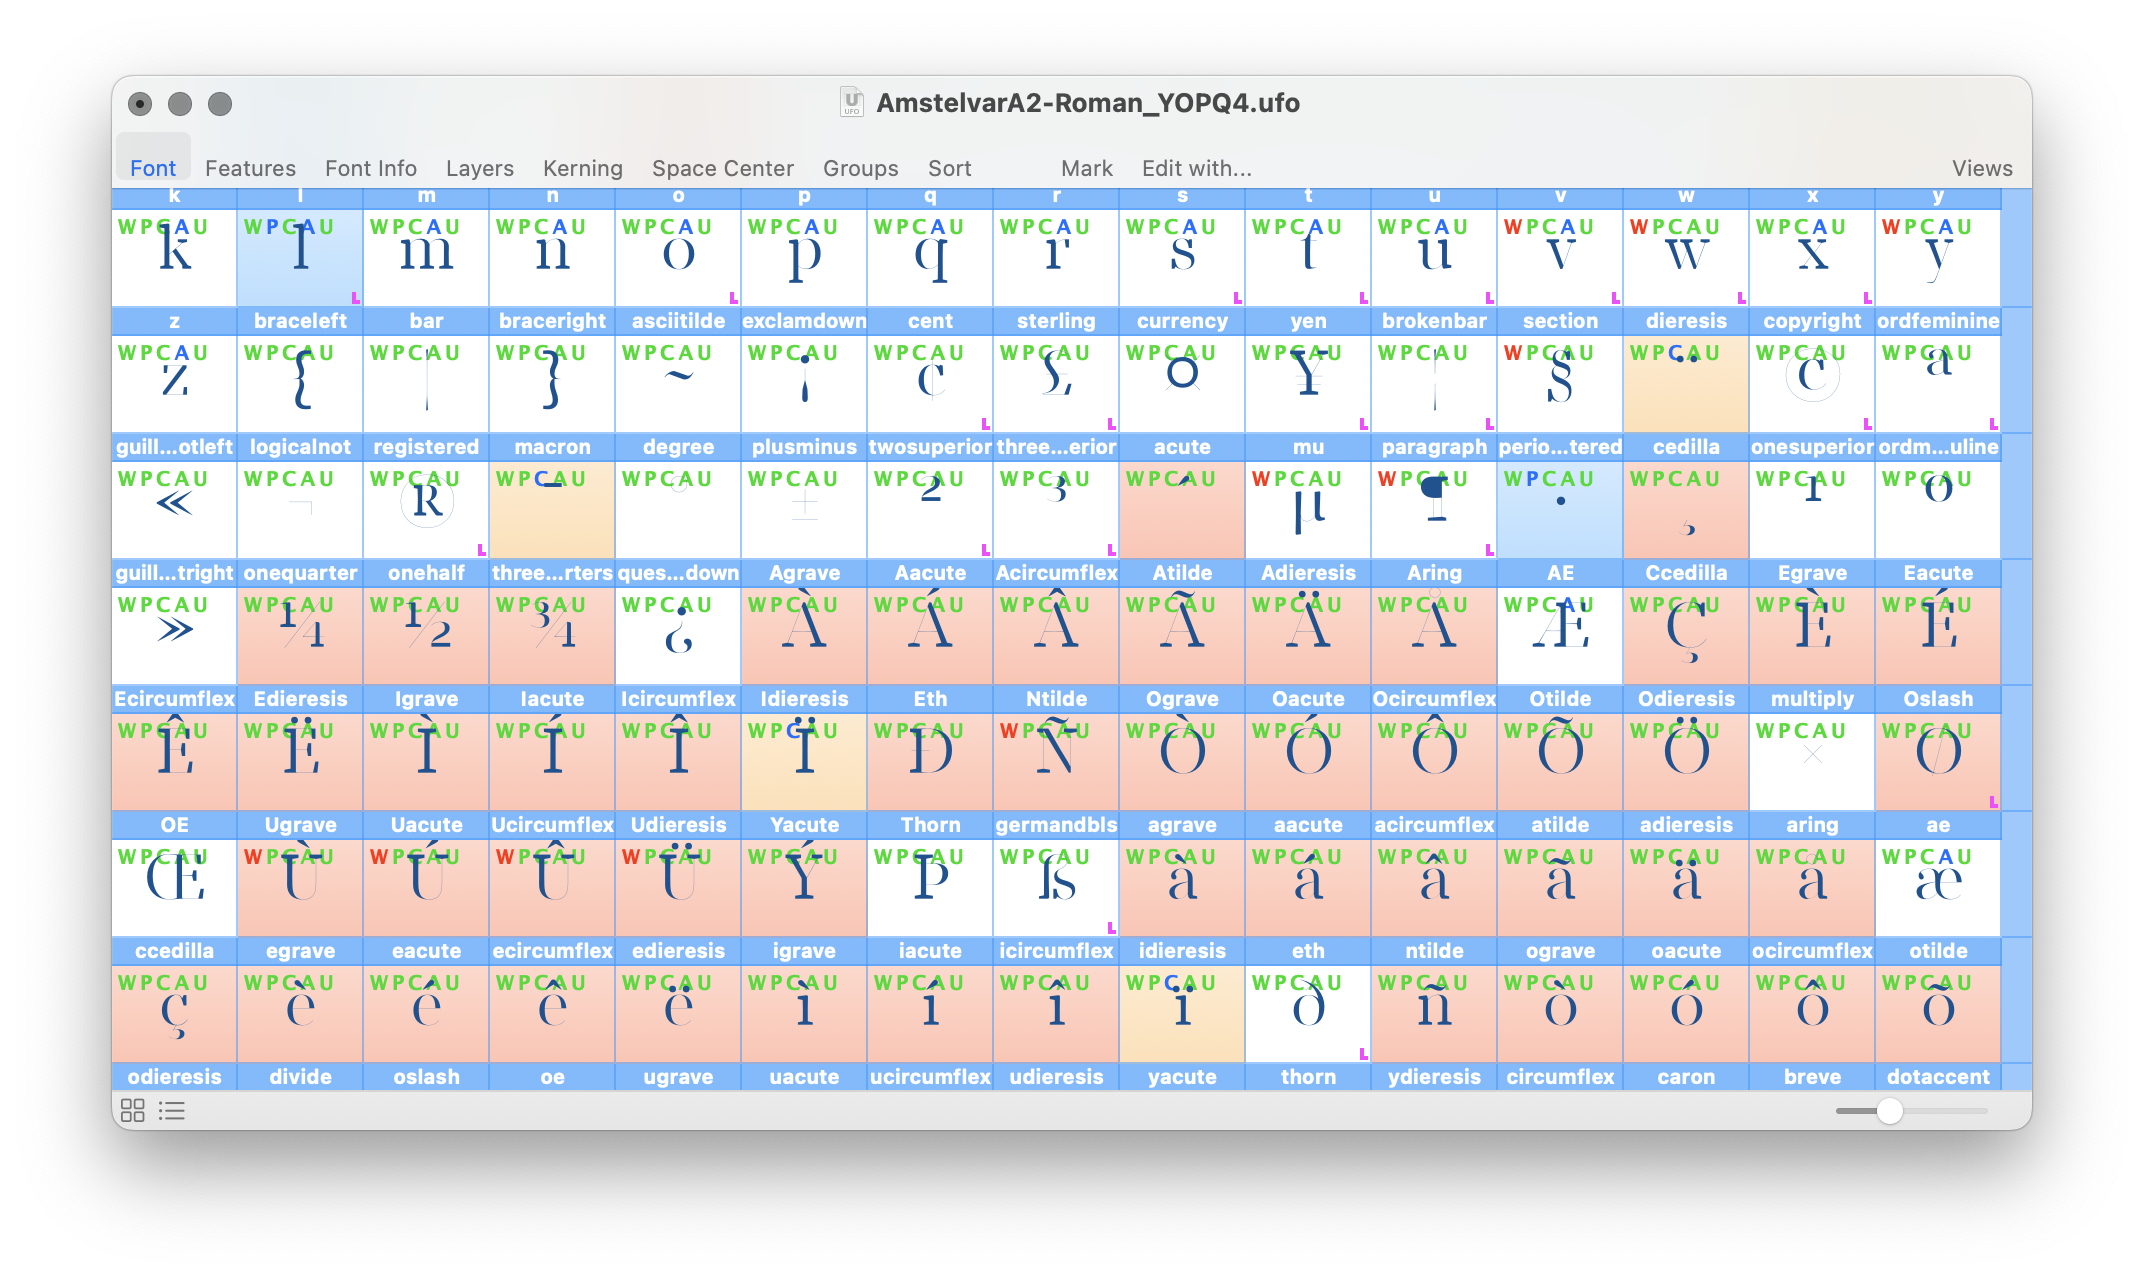 AmstelvarA2-Roman_YOPQ4.ufo
Font Features Font Info Layers Kerning Space Center Groups Sort Mark Edit with... Views
k l m n o p q r s t u v w x y
WPCAU WPCAU WPCAU WPCAU WPCAU WPCAU WPCAU WPCAU WPCAU WPCAU WPCAU WPCAU WPCAU WPCAU WPCAU
k l m n o p q r s t u v w x y
z braceleft bar braceright asciitilde exclamdown cent sterling currency yen brokenbar section dieresis copyright ordfeminine
WPCAU WPCAU WPCAU WPCAU WPCAU WPCAU WPCAU WPCAU WPCAU WPCAU WPCAU WPCAU WPCAU WPCAU WPCAU
z { | } ~ ¡ ¢ £ ¤ ¥ ¦ § ¨ © ª
guill...otleft logicalnot registered macron degree plusminus twosuperior three...erior acute mu paragraph perio...tered cedilla onesuperior ordm...uline
WPCAU WPCAU WPCAU WPCAU WPCAU WPCAU WPCAU WPCAU WPCAU WPCAU WPCAU WPCAU WPCAU WPCAU WPCAU
« ¬ ® ¯ ° ± ² ³ ´ µ ¶ · ¸ ¹ º
guill...tright onequarter onehalf three...rters ques...down Agrave Aacute Acircumflex Atilde Adieresis Aring AE Ccedilla Egrave Eacute
WPCAU WPCAU WPCAU WPCAU WPCAU WPCAU WPCAU WPCAU WPCAU WPCAU WPCAU WPCAU WPCAU WPCAU WPCAU
» ¼ ½ ¾ ¿ À Á Â Ã Ä Å Æ Ç È É
Ecircumflex Edieresis Igrave Iacute Icircumflex Idieresis Eth Ntilde Ograve Oacute Ocircumflex Otilde Odieresis multiply Oslash
WPCAU WPCAU WPCAU WPCAU WPCAU WPCAU WPCAU WPCAU WPCAU WPCAU WPCAU WPCAU WPCAU WPCAU WPCAU
Ê Ë Ì Í Î Ï Ð Ñ Ò Ó Ô Õ Ö × Ø
OE Ugrave Uacute Ucircumflex Udieresis Yacute Thorn germandbls agrave aacute acircumflex atilde adieresis aring ae
WPCAU WPCAU WPCAU WPCAU WPCAU WPCAU WPCAU WPCAU WPCAU WPCAU WPCAU WPCAU WPCAU WPCAU WPCAU
Œ Ù Ú Û Ü Ý Þ ß à á â ã ä å æ
ccedilla egrave eacute ecircumflex edieresis igrave iacute icircumflex idieresis eth ntilde ograve oacute ocircumflex otilde
WPCAU WPCAU WPCAU WPCAU WPCAU WPCAU WPCAU WPCAU WPCAU WPCAU WPCAU WPCAU WPCAU WPCAU WPCAU
ç è é ê ë ì í î ï ð ñ ò ó ô õ
odieresis divide oslash oe ugrave uacute ucircumflex udieresis yacute thorn ydieresis circumflex caron breve dotaccent